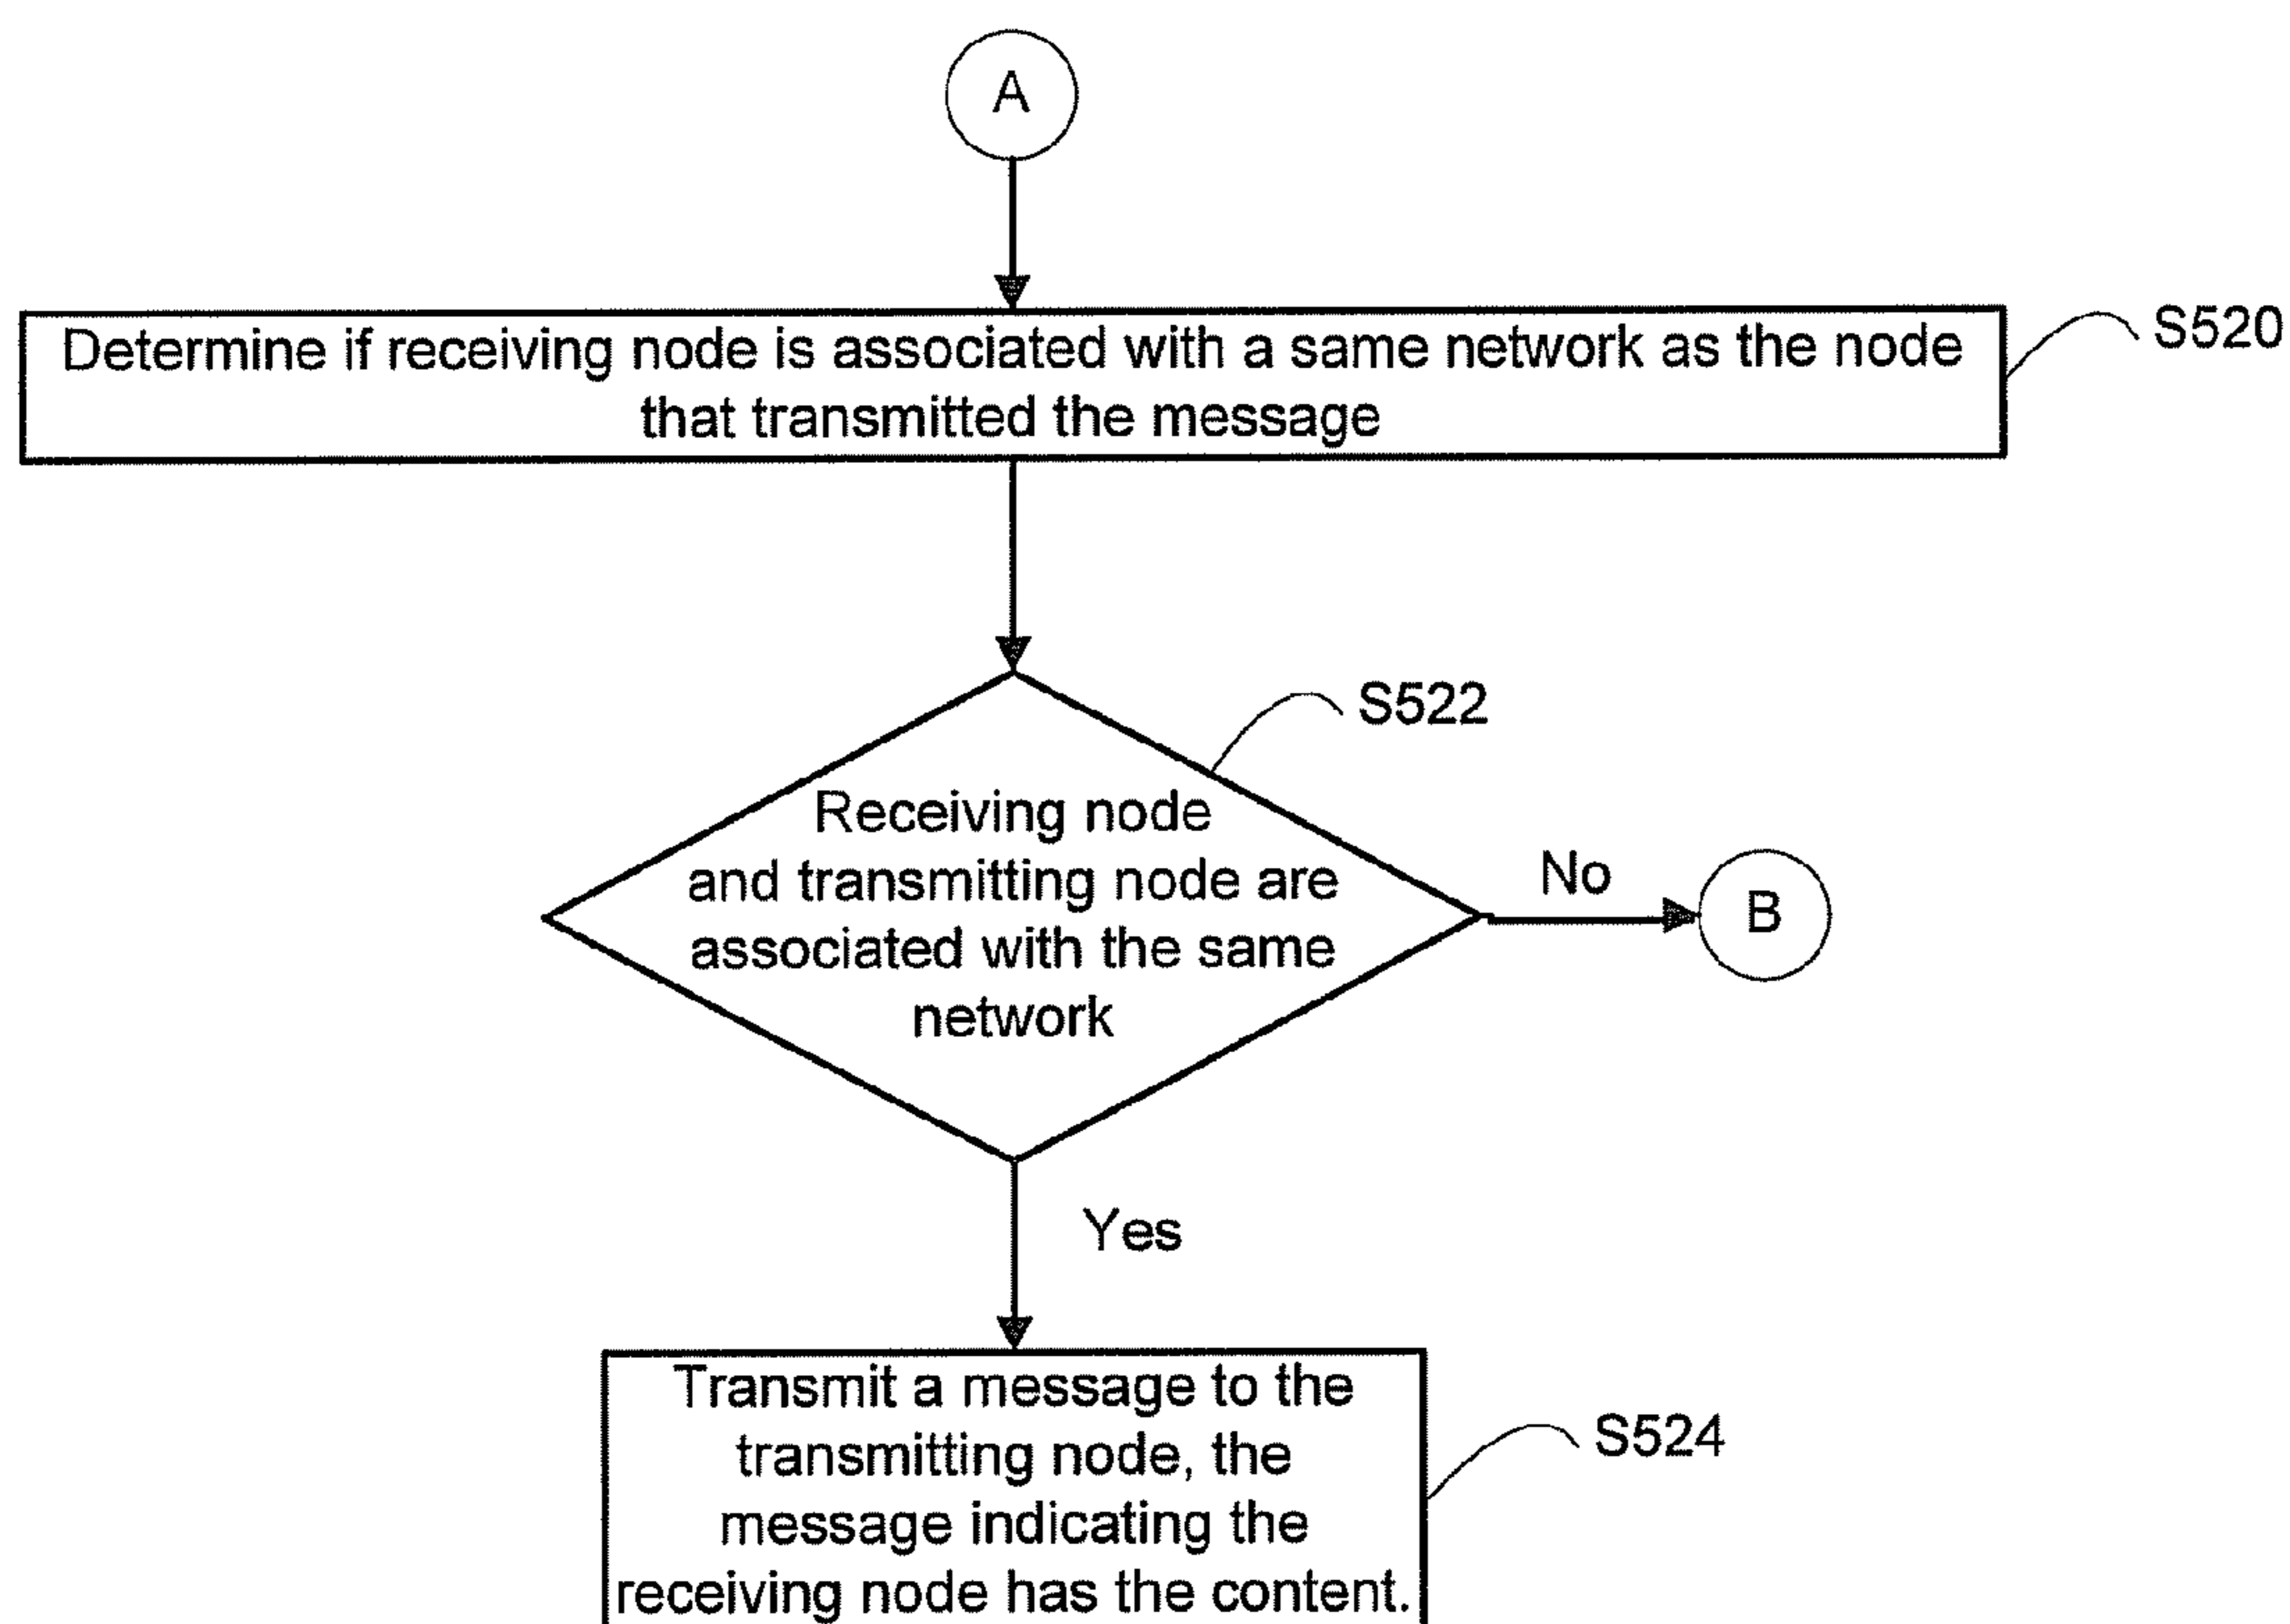 A
Determine if receiving node is associated with a same network as the node
that transmitted the message
S520
S522
Receiving node
and transmitting node are
associated with the same
network
No
B
Yes
Transmit a message to the
transmitting node, the
message indicating the
receiving node has the content.
S524